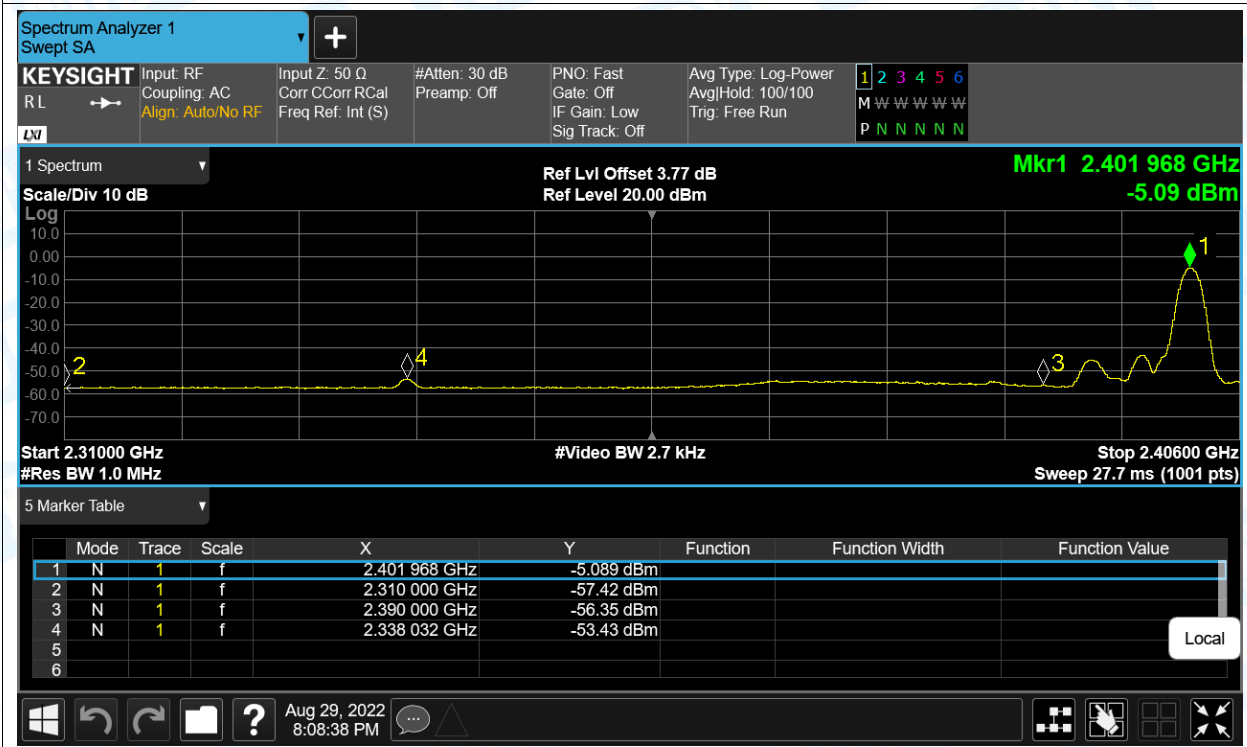 Spectrum Analyzer 1
Swept SA
+
KEYSIGHT Input: RF Input Z: 50 Ω #Atten: 30 dB PNO: Fast Avg Type: Log-Power 1 2 3 4 5 6
RL Coupling: AC Corr CCorr RCal Preamp: Off Gate: Off Avg|Hold: 100/100 M W W W W W W
Align: Auto/No RF Freq Ref: Int (S) IF Gain: Low Trig: Free Run
LXI Sig Track: Off P N N N N N
1 Spectrum Ref Lvl Offset 3.77 dB Mkr1 2.401 968 GHz
Scale/Div 10 dB Ref Level 20.00 dBm -5.09 dBm
Log
10.0
0.00
-10.0
-20.0
-30.0
-40.0
-50.0
-60.0
-70.0
1
2
4
3
Start 2.31000 GHz #Video BW 2.7 kHz Stop 2.40600 GHz
#Res BW 1.0 MHz Sweep 27.7 ms (1001 pts)
5 Marker Table
Mode Trace Scale X Y Function Function Width Function Value
1 N 1 f 2.401 968 GHz -5.089 dBm
2 N 1 f 2.310 000 GHz -57.42 dBm
3 N 1 f 2.390 000 GHz -56.35 dBm
4 N 1 f 2.338 032 GHz -53.43 dBm
5
6
Local
? Aug 29, 2022
8:08:38 PM